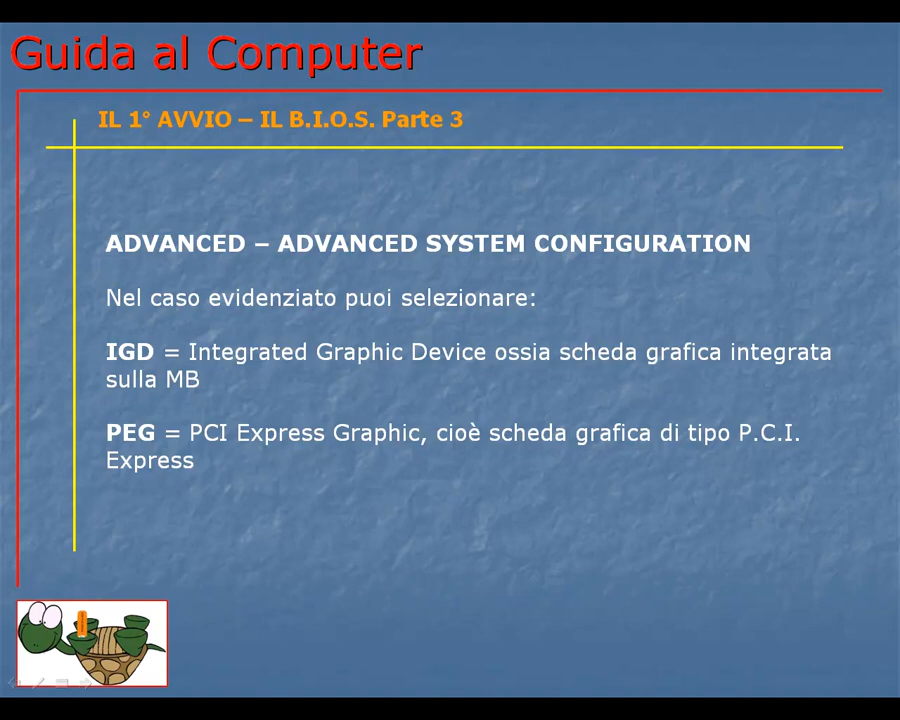 Guida al Computer
IL 1° AVVIO – IL B.I.O.S. Parte 3
ADVANCED – ADVANCED SYSTEM CONFIGURATION
Nel caso evidenziato puoi selezionare:
IGD = Integrated Graphic Device ossia scheda grafica integrata
sulla MB
PEG = PCI Express Graphic, cioè scheda grafica di tipo P.C.I.
Express